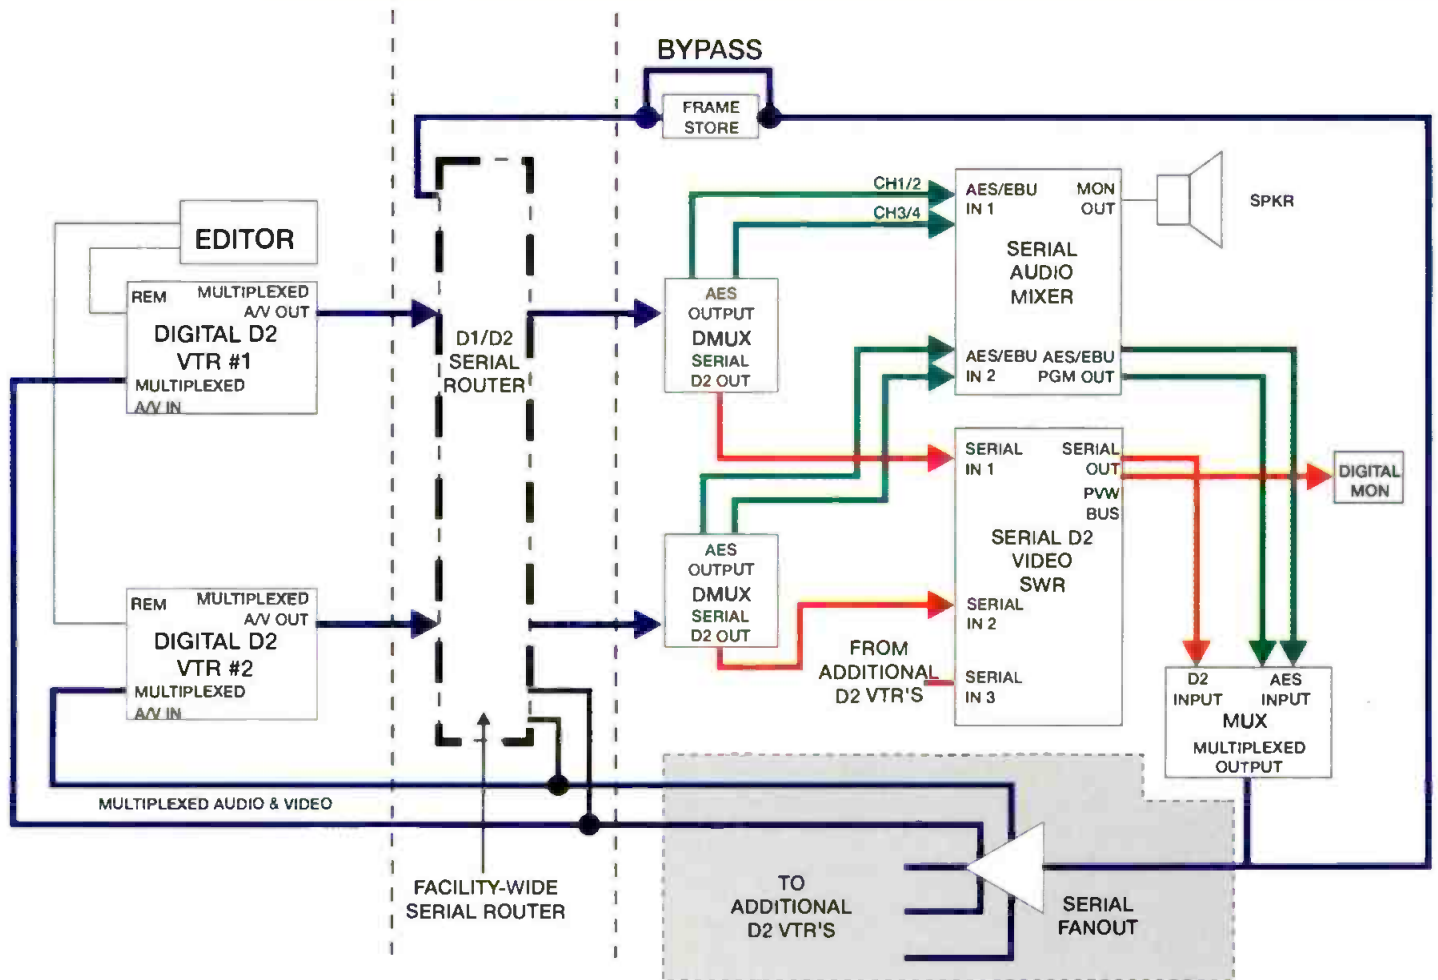 BYPASS
FRAME
STORE
CH1/2
CH3/4
AES/EBU
IN 1
MON
OUT
SPKR
SERIAL
AUDIO
MIXER
AES/EBU
IN 2
AES/EBU
PGM OUT
EDITOR
REM
MULTIPLEXED
A/V OUT
DIGITAL D2
VTR #1
MULTIPLEXED
A/V IN
D1/D2
SERIAL
ROUTER
AES
OUTPUT
DMUX
SERIAL
D2 OUT
SERIAL
IN 1
SERIAL
OUT
PVW
BUS
DIGITAL
MON
SERIAL D2
VIDEO
SWR
SERIAL
IN 2
SERIAL
IN 3
AES
OUTPUT
DMUX
SERIAL
D2 OUT
FROM
ADDITIONAL
D2 VTR'S
REM
MULTIPLEXED
A/V OUT
DIGITAL D2
VTR #2
MULTIPLEXED
A/V IN
D2
INPUT
AES
INPUT
MUX
MULTIPLEXED
OUTPUT
MULTIPLEXED AUDIO & VIDEO
FACILITY-WIDE
SERIAL ROUTER
TO
ADDITIONAL
D2 VTR'S
SERIAL
FANOUT